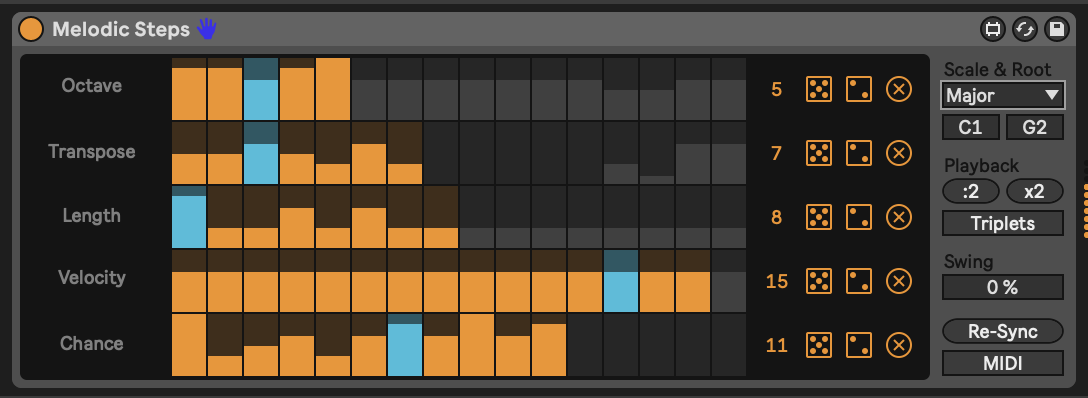 Melodic Steps
Octave 5
Transpose 7
Length 8
Velocity 15
Chance 11
Scale & Root
Major
C1 G2
Playback
:2 x2
Triplets
Swing
0 %
Re-Sync
MIDI